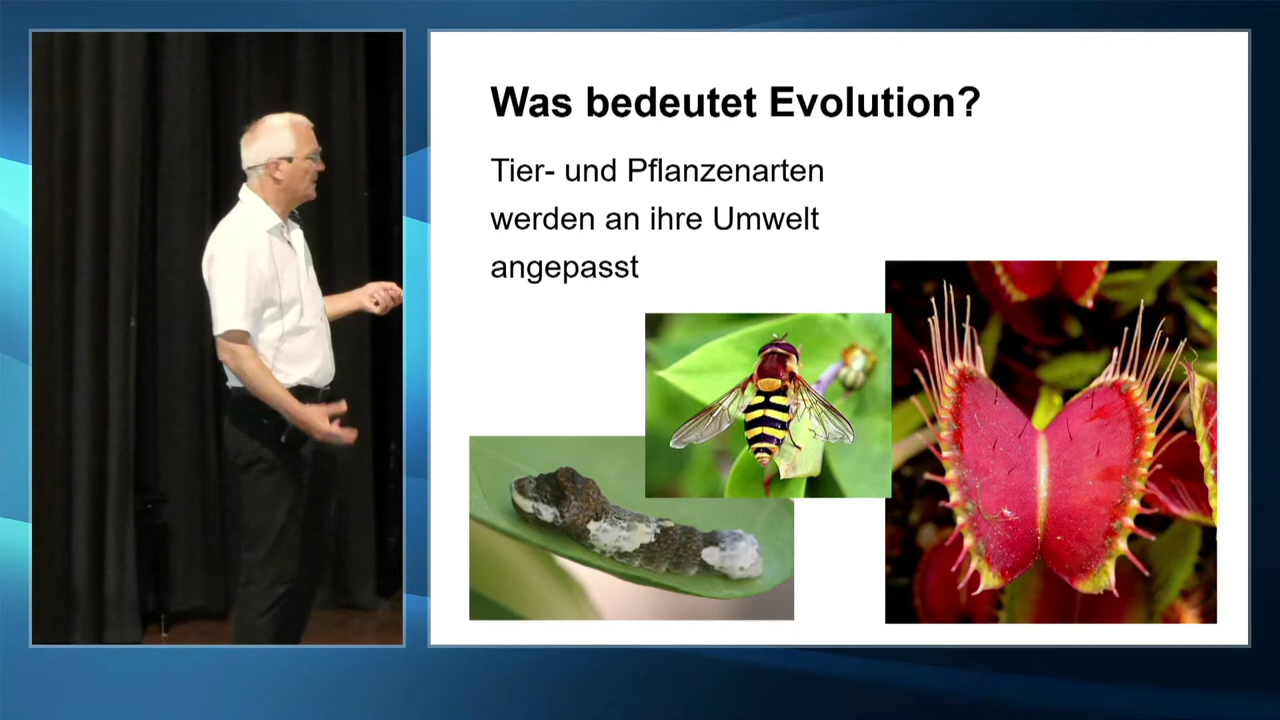 Was bedeutet Evolution?
Tier- und Pflanzenarten
werden an ihre Umwelt
angepasst